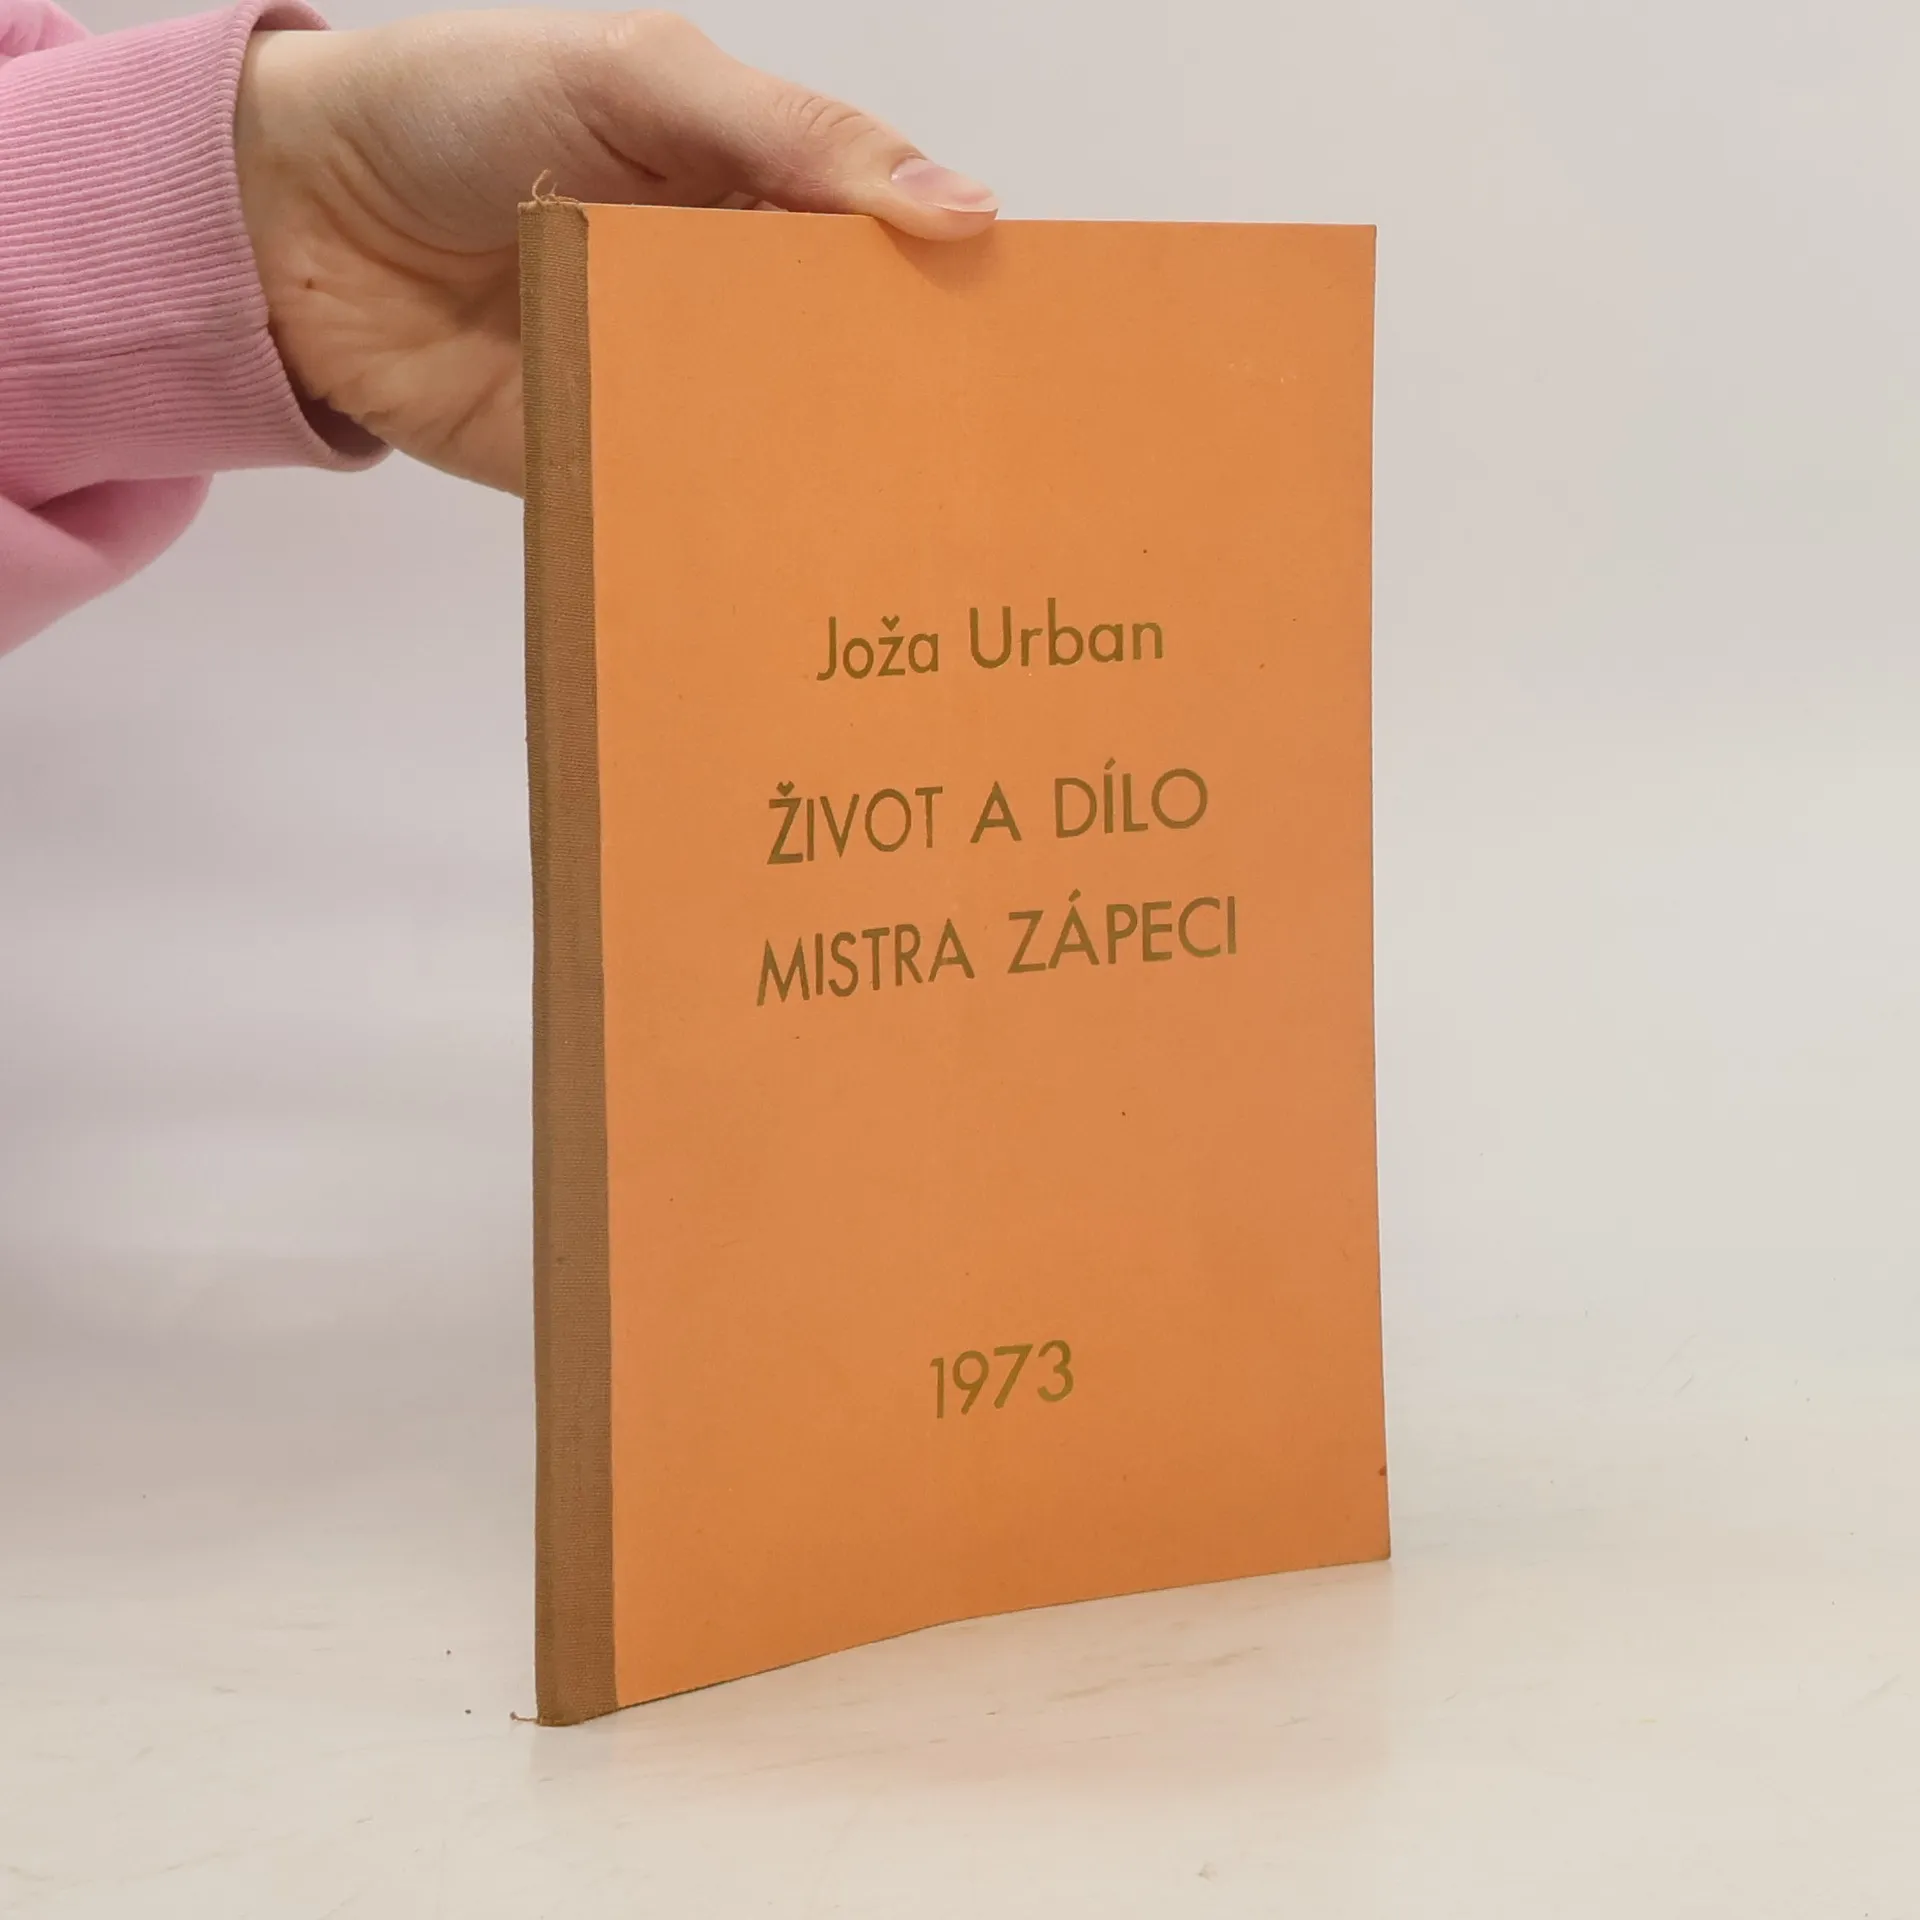 Joža Urban
ŽIVOT A DÍLO
MISTRA ZÁPECI
1973